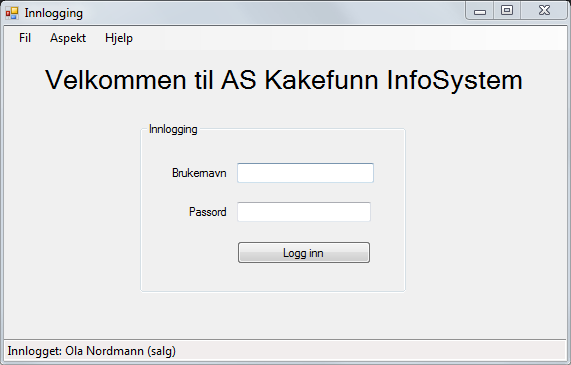 Innlogging
Fil Aspekt Hjelp
Velkommen til AS Kakefunn InfoSystem
Innlogging
Brukernavn
Passord
Logg inn
Innlogget: Ola Nordmann (salg)